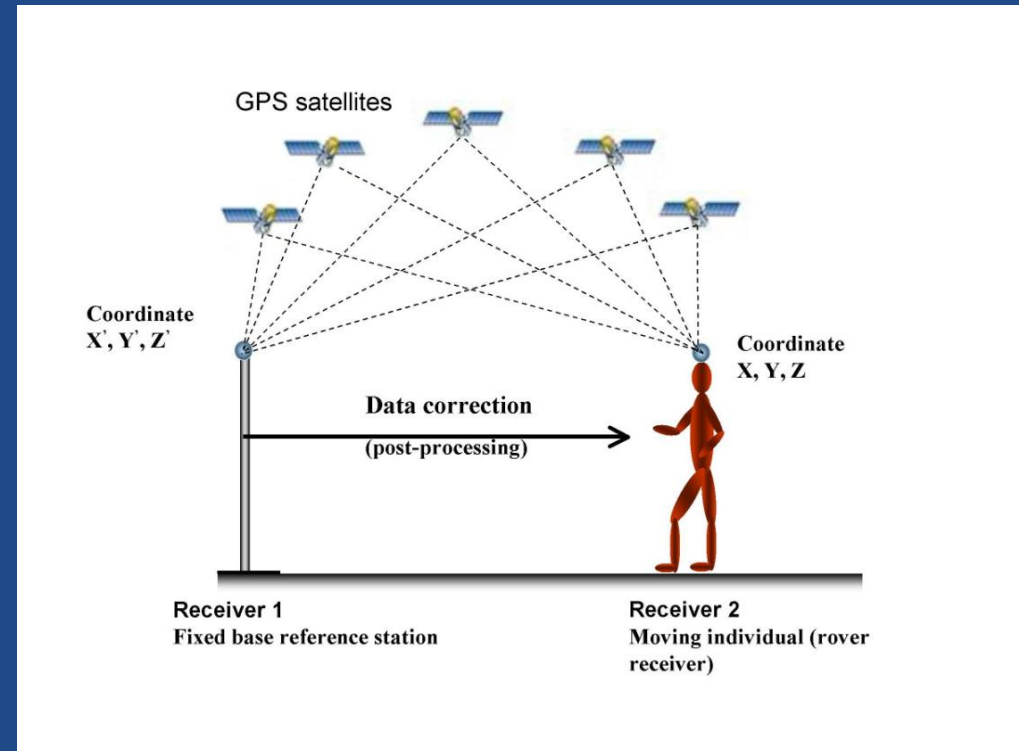 GPS satellites
Coordinate
X', Y', Z'
Coordinate
X, Y, Z
Data correction
(post-processing)
Receiver 1
Fixed base reference station
Receiver 2
Moving individual (rover
receiver)